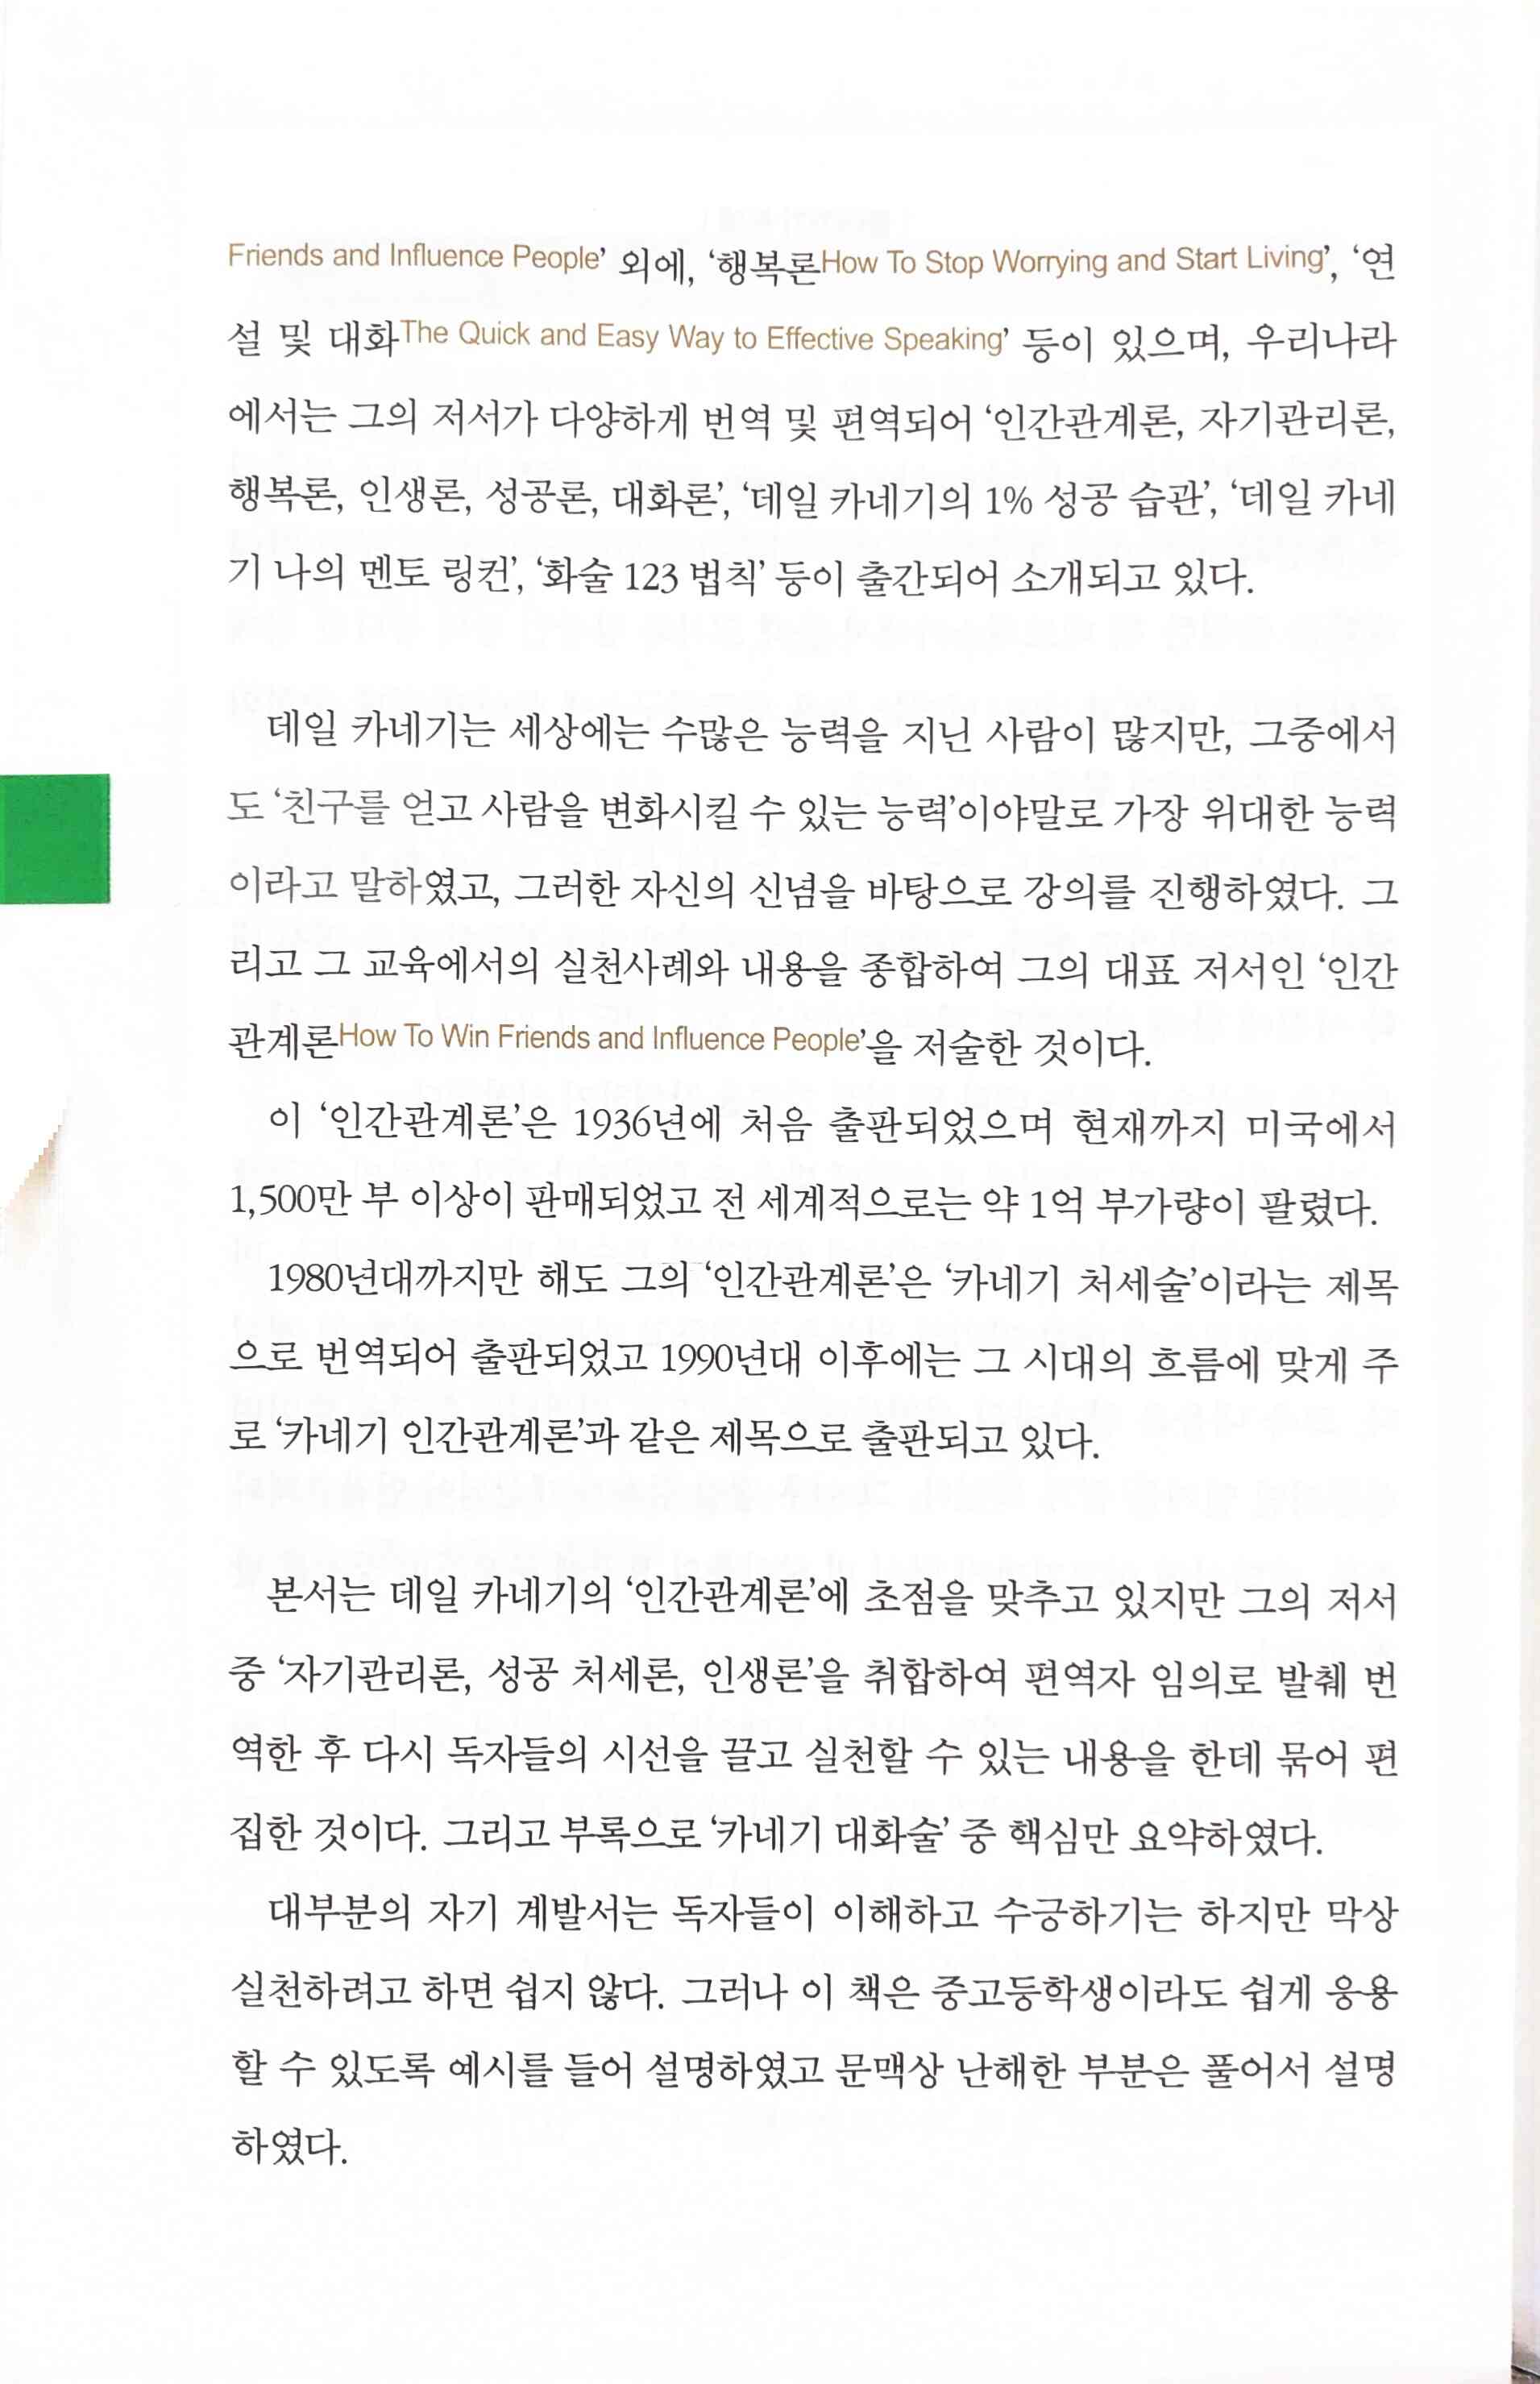 Friends and Influence People’ 외에, ‘행복론How To Stop Worrying and Start Living’, ‘연
설 및 대화The Quick and Easy Way to Effective Speaking’ 등이 있으며, 우리나라
에서는 그의 저서가 다양하게 번역 및 편역되어 ‘인간관계론, 자기관리론,
행복론, 인생론, 성공론, 대화론’, ‘데일 카네기의 1% 성공 습관’, ‘데일 카네
기 나의 멘토 링컨’, ‘화술 123 법칙’ 등이 출간되어 소개되고 있다.
데일 카네기는 세상에는 수많은 능력을 지닌 사람이 많지만, 그중에서
도 ‘친구를 얻고 사람을 변화시킬 수 있는 능력’이야말로 가장 위대한 능력
이라고 말하였고, 그러한 자신의 신념을 바탕으로 강의를 진행하였다. 그
리고 그 교육에서의 실천사례와 내용을 종합하여 그의 대표 저서인 ‘인간
관계론How To Win Friends and Influence People’을 저술한 것이다.
이 ‘인간관계론’은 1936년에 처음 출판되었으며 현재까지 미국에서
1,500만 부 이상이 판매되었고 전 세계적으로는 약 1억 부가량이 팔렸다.
1980년대까지만 해도 그의 ‘인간관계론’은 ‘카네기 처세술’이라는 제목
으로 번역되어 출판되었고 1990년대 이후에는 그 시대의 흐름에 맞게 주
로 ‘카네기 인간관계론’과 같은 제목으로 출판되고 있다.
본서는 데일 카네기의 ‘인간관계론’에 초점을 맞추고 있지만 그의 저서
중 ‘자기관리론, 성공 처세론, 인생론’을 취합하여 편역자 임의로 발췌 번
역한 후 다시 독자들의 시선을 끌고 실천할 수 있는 내용을 한데 묶어 편
집한 것이다. 그리고 부록으로 ‘카네기 대화술’ 중 핵심만 요약하였다.
대부분의 자기 계발서는 독자들이 이해하고 수긍하기는 하지만 막상
실천하려고 하면 쉽지 않다. 그러나 이 책은 중고등학생이라도 쉽게 응용
할 수 있도록 예시를 들어 설명하였고 문맥상 난해한 부분은 풀어서 설명
하였다.